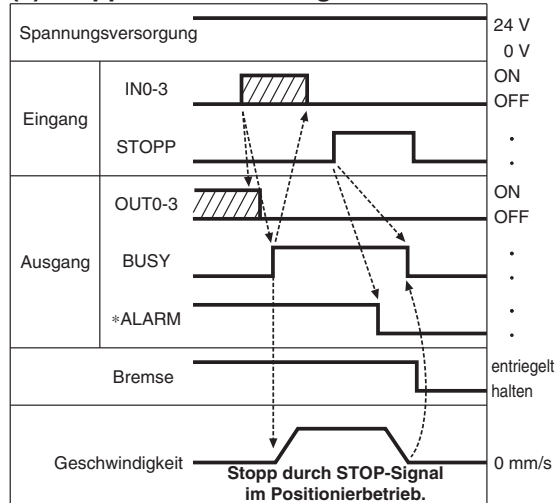 Spannungsversorgung
24 V
0 V
Eingang
IN0-3
ON
OFF
STOPP
Ausgang
OUT0-3
ON
OFF
BUSY
*ALARM
Bremse
entriegelt
halten
Geschwindigkeit
0 mm/s
Stopp durch STOP-Signal
im Positionierbetrieb.